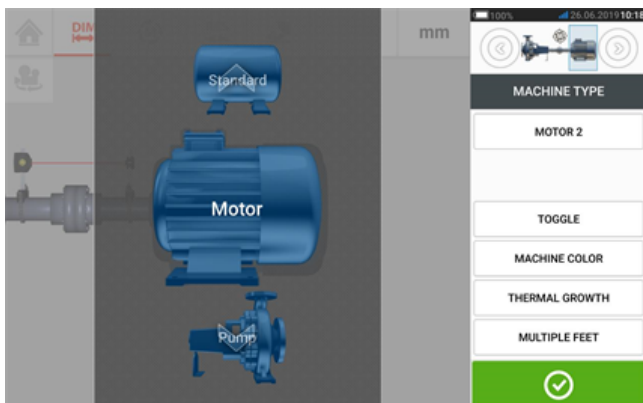 100% 26.06.2019 10:18
DIM
mm
Standard
Motor
Pump
MACHINE TYPE
MOTOR 2
TOGGLE
MACHINE COLOR
THERMAL GROWTH
MULTIPLE FEET